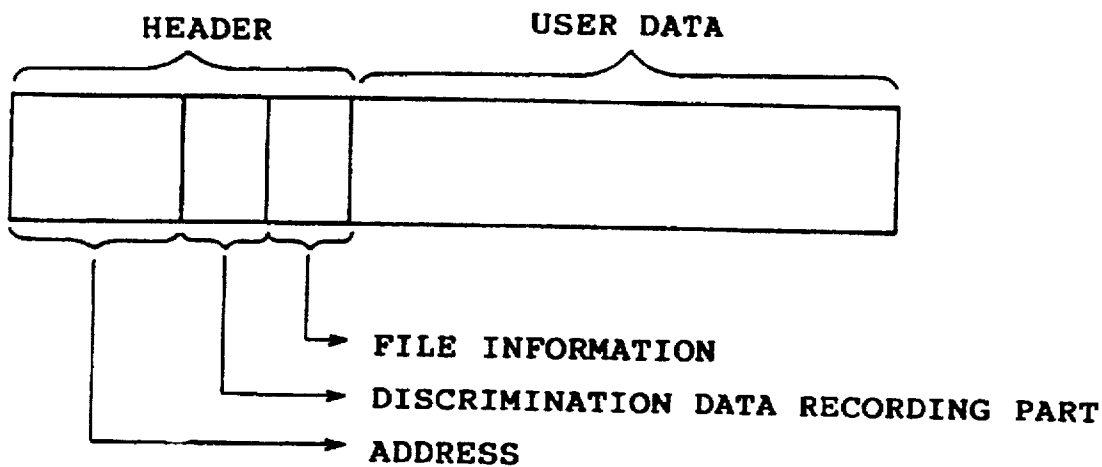 HEADER
USER DATA
FILE INFORMATION
DISCRIMINATION DATA RECORDING PART
ADDRESS